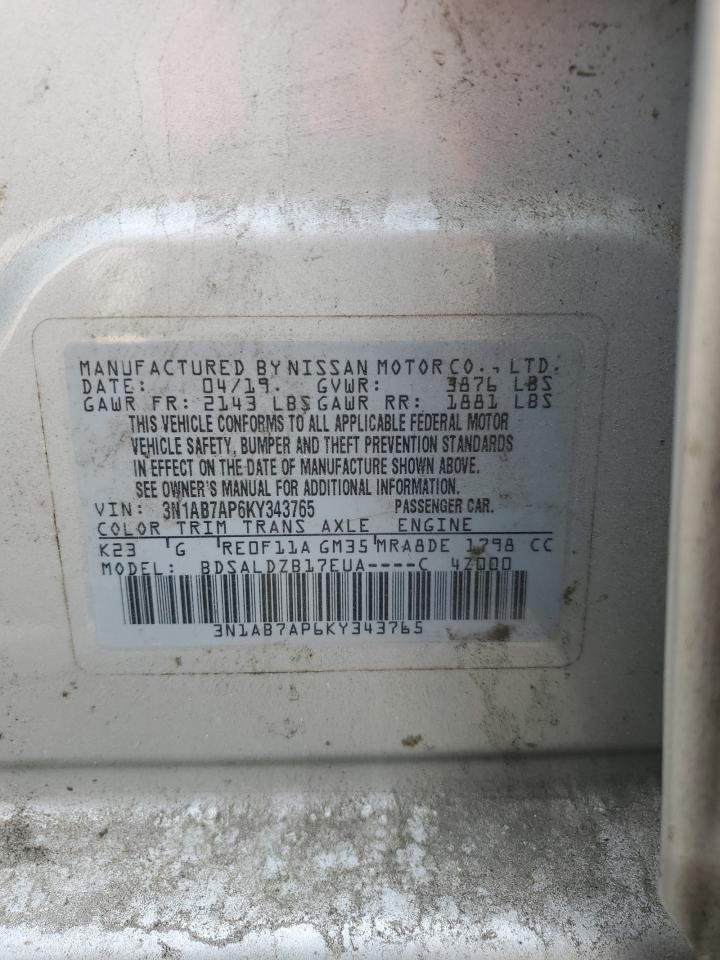 MANUFACTURED BY NISSAN MOTOR CO., LTD.
DATE: 04/19. GVWR: 3876 LBS
GAWR FR: 2143 LBS GAWR RR: 1881 LBS
THIS VEHICLE CONFORMS TO ALL APPLICABLE FEDERAL MOTOR
VEHICLE SAFETY, BUMPER AND THEFT PREVENTION STANDARDS
IN EFFECT ON THE DATE OF MANUFACTURE SHOWN ABOVE.
SEE OWNER'S MANUAL FOR ADDITIONAL INFORMATION.
VIN: 3N1AB7AP6KY343765 PASSENGER CAR.
COLOR TRIM TRANS AXLE ENGINE
K23 G RE0F11A GM35 MRA8DE 1798 CC
MODEL: BDSALDZB17EUA----C 4Z000
3N1AB7AP6KY343765